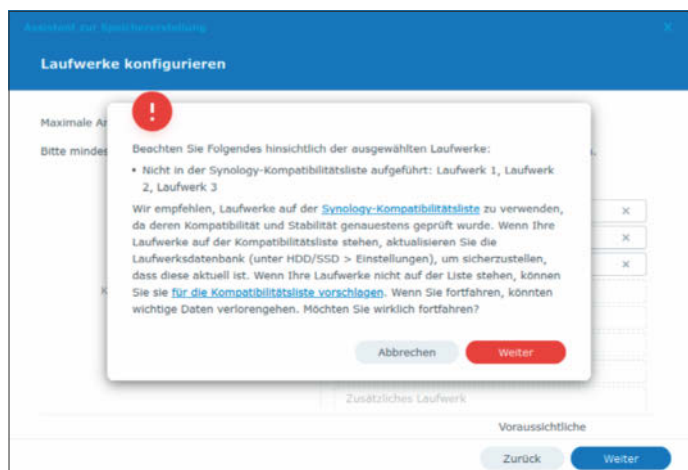 Assistent zur Speichererstellung
Laufwerke konfigurieren
Maximale
Bitte mindes
Beachten Sie Folgendes hinsichtlich der ausgewählten Laufwerke:
• Nicht in der Synology-Kompatibilitätsliste aufgeführt: Laufwerk 1, Laufwerk
2, Laufwerk 3
Wir empfehlen, Laufwerke auf der Synology-Kompatibilitätsliste zu verwenden,
da deren Kompatibilität und Stabilität genauestens geprüft wurde. Wenn Ihre
Laufwerke auf der Kompatibilitätsliste stehen, aktualisieren Sie die
Laufwerksdatenbank (unter HDD/SSD > Einstellungen), um sicherzustellen,
dass diese aktuell ist. Wenn Ihre Laufwerke nicht auf der Liste stehen, können
Sie sie für die Kompatibilitätsliste vorschlagen. Wenn Sie fortfahren, könnten
wichtige Daten verlorengehen. Möchten Sie wirklich fortfahren?
Abbrechen
Weiter
Zusätzliches Laufwerk
Voraussichtliche
Zurück
Weiter